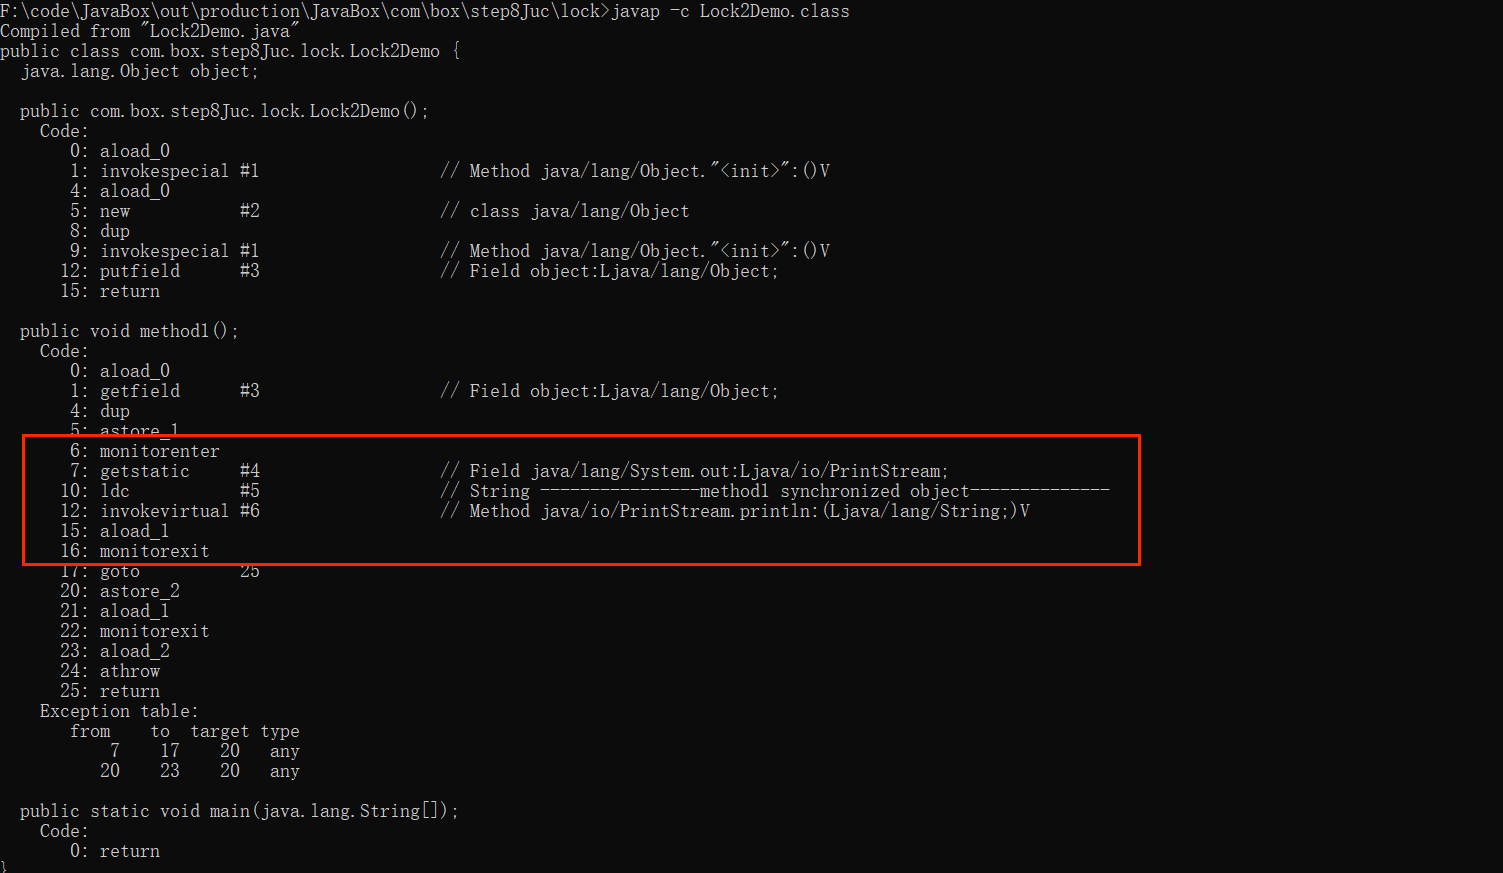 F:\code\JavaBox\out\production\JavaBox\com\box\step8Juc\lock>javap -c Lock2Demo.class
Compiled from "Lock2Demo.java"
public class com.box.step8Juc.lock.Lock2Demo {
  java.lang.Object object;

  public com.box.step8Juc.lock.Lock2Demo();
    Code:
       0: aload_0
       1: invokespecial #1                  // Method java/lang/Object."<init>":()V
       4: aload_0
       5: new           #2                  // class java/lang/Object
       8: dup
       9: invokespecial #1                  // Method java/lang/Object."<init>":()V
      12: putfield      #3                  // Field object:Ljava/lang/Object;
      15: return

  public void method1();
    Code:
       0: aload_0
       1: getfield      #3                  // Field object:Ljava/lang/Object;
       4: dup
       5: astore_1
       6: monitorenter
       7: getstatic     #4                  // Field java/lang/System.out:Ljava/io/PrintStream;
      10: ldc           #5                  // String ----------------method1 synchronized object--------------
      12: invokevirtual #6                  // Method java/io/PrintStream.println:(Ljava/lang/String;)V
      15: aload_1
      16: monitorexit
      17: goto          25
      20: astore_2
      21: aload_1
      22: monitorexit
      23: aload_2
      24: athrow
      25: return
    Exception table:
       from    to  target type
           7    17    20   any
          20    23    20   any

  public static void main(java.lang.String[]);
    Code:
       0: return
}